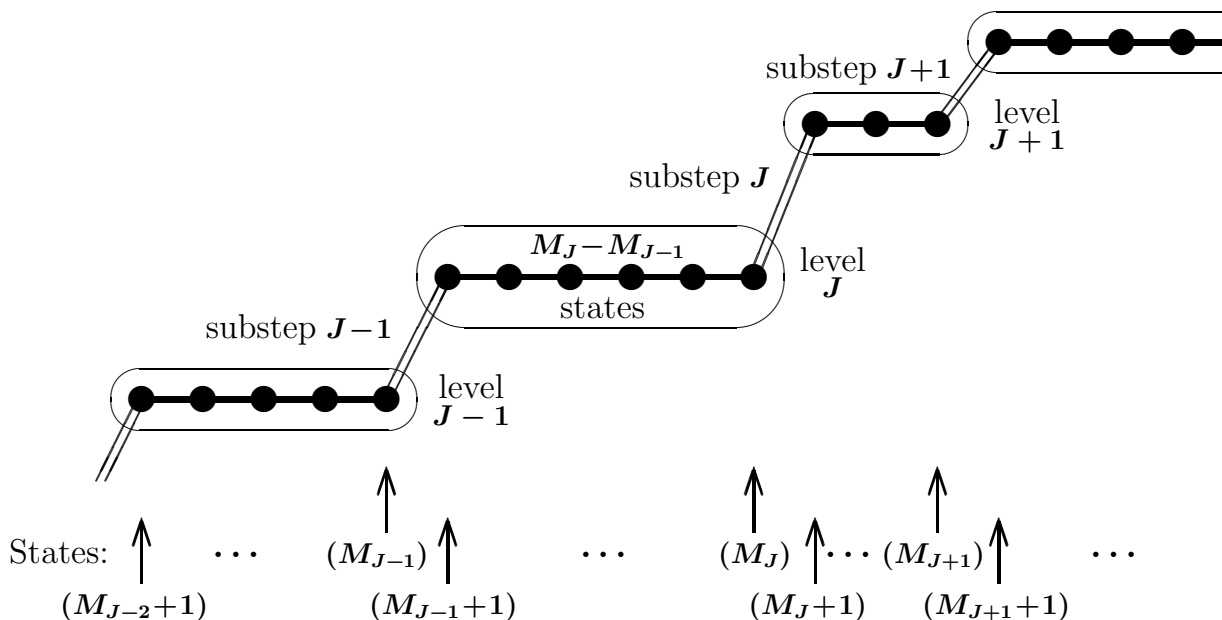 substep J+1
level
J + 1
substep J
M_J − M_{J−1}
level
J
states
substep J−1
level
J − 1
States: ··· (M_{J−1}) ··· (M_J) ··· (M_{J+1}) ···
(M_{J−2}+1) (M_{J−1}+1) (M_J+1) (M_{J+1}+1)